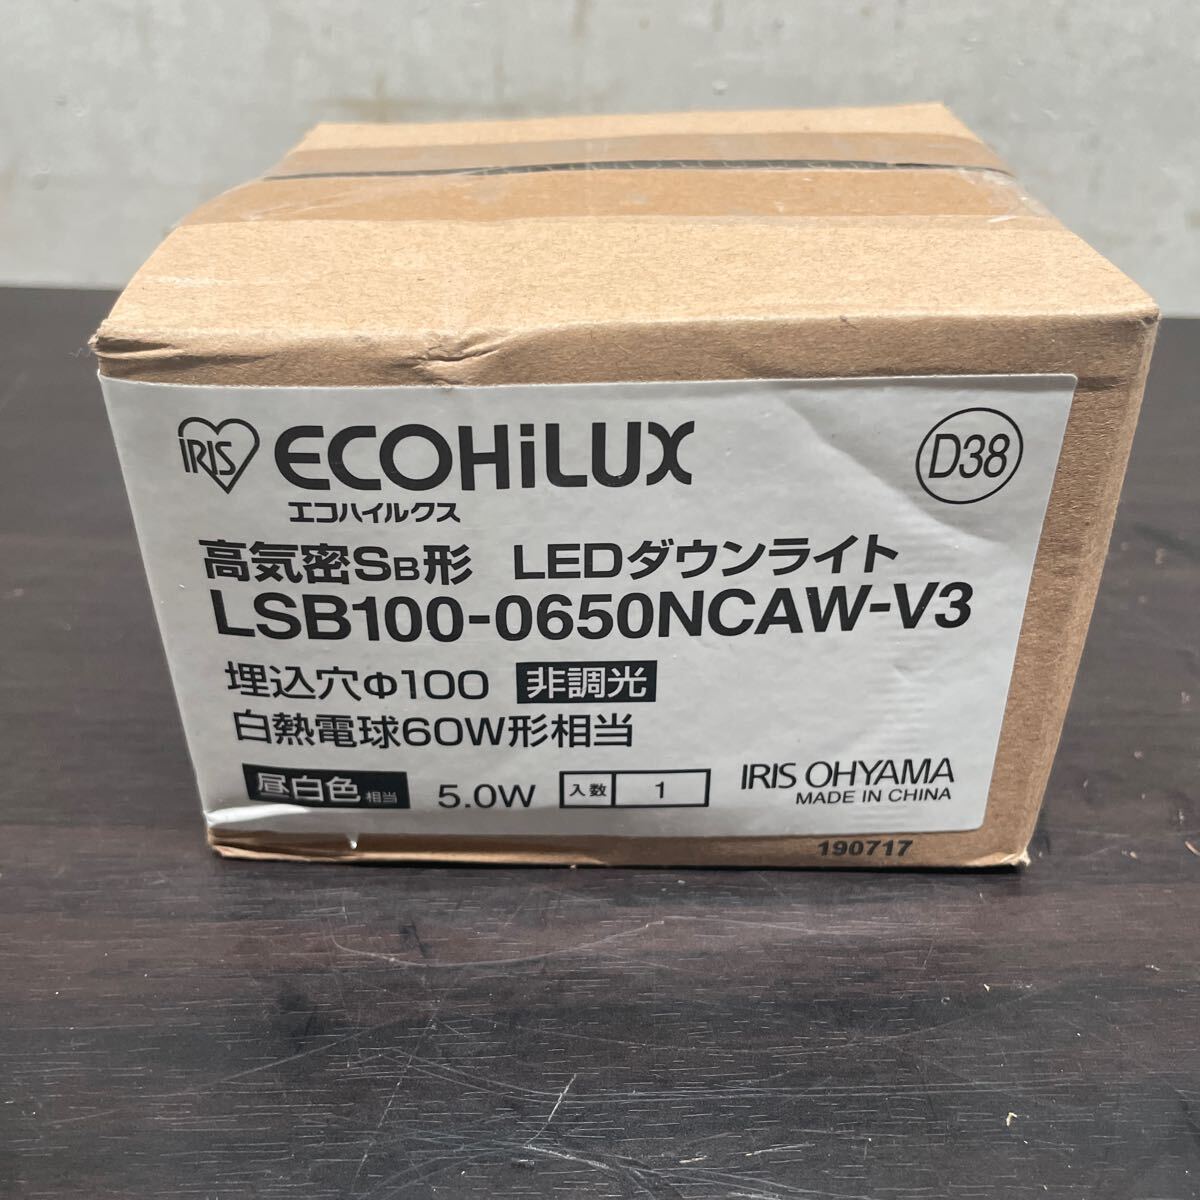 IRIS ECOHiLUX D38
エコハイルクス
高気密SB形 LEDダウンライト
LSB100-0650NCAW-V3
埋込穴Φ100 非調光
白熱電球60W形相当
昼白色相当 5.0W 入数 1 IRIS OHYAMA
MADE IN CHINA
190717